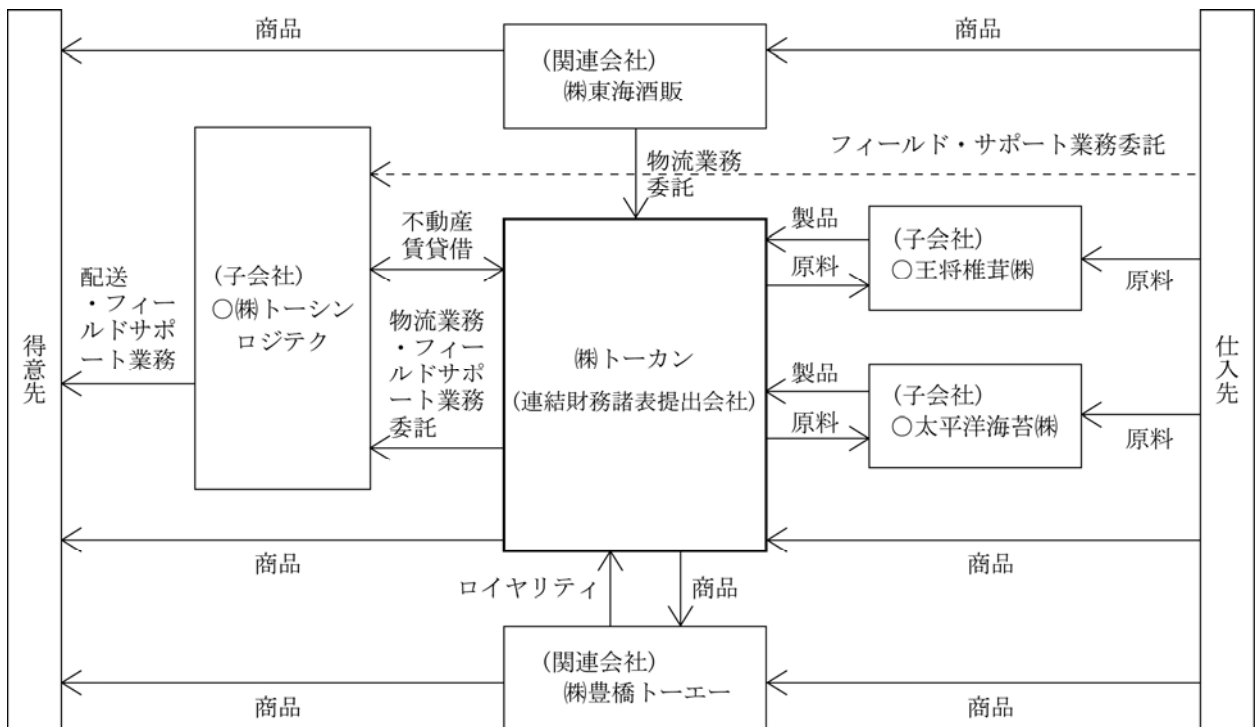 商品
(関連会社)
㈱東海酒販
商品
物流業務
委託
フィールド・サポート業務委託
不動産
賃貸借
製品
(子会社)
○王将椎茸㈱
原料
原料
配送
・フィー
ルドサポ
ート業務
(子会社)
○㈱トーシン
ロジテク
物流業務
・フィー
ルドサポ
ート業務
委託
㈱トーカン
(連結財務諸表提出会社)
製品
(子会社)
○太平洋海苔㈱
原料
原料
得意先
仕入先
商品
商品
ロイヤリティ
商品
(関連会社)
㈱豊橋トーエー
商品
商品